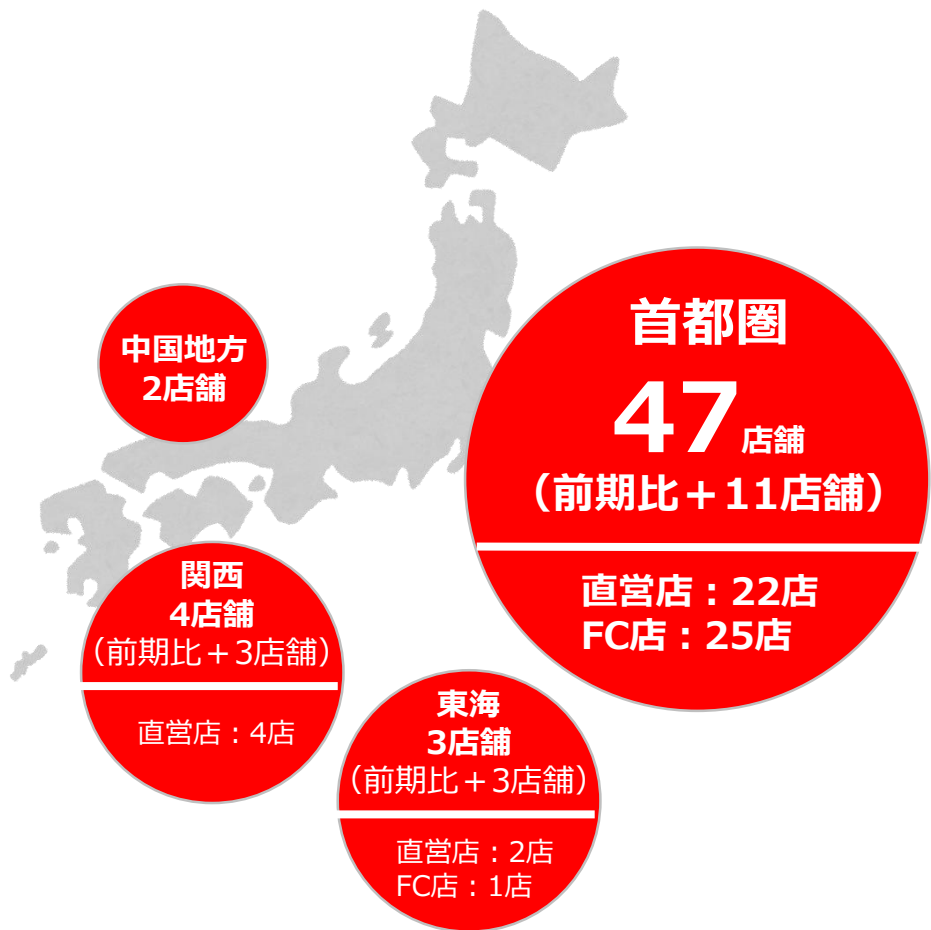 首都圏
47店舗
（前期比＋11店舗）
直営店：22店
FC店：25店
中国地方
2店舗
関西
4店舗
（前期比＋3店舗）
直営店：4店
東海
3店舗
（前期比＋3店舗）
直営店：2店
FC店：1店